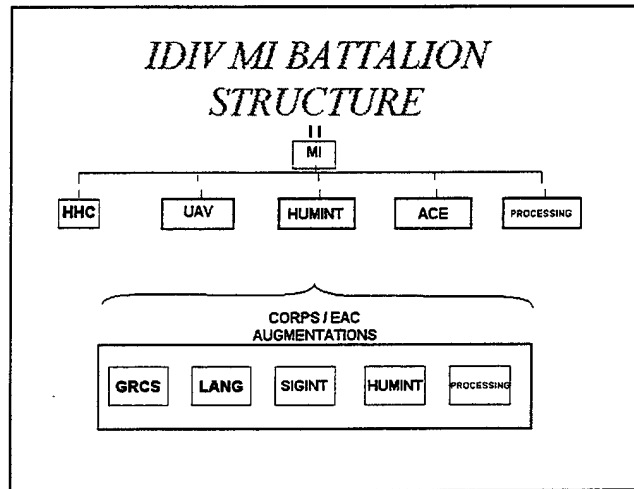 IDIV MI BATTALION
STRUCTURE
II
MI
HHC UAV HUMINT ACE PROCESSING
CORPS / EAC
AUGMENTATIONS
GRCS LANG SIGINT HUMINT PROCESSING